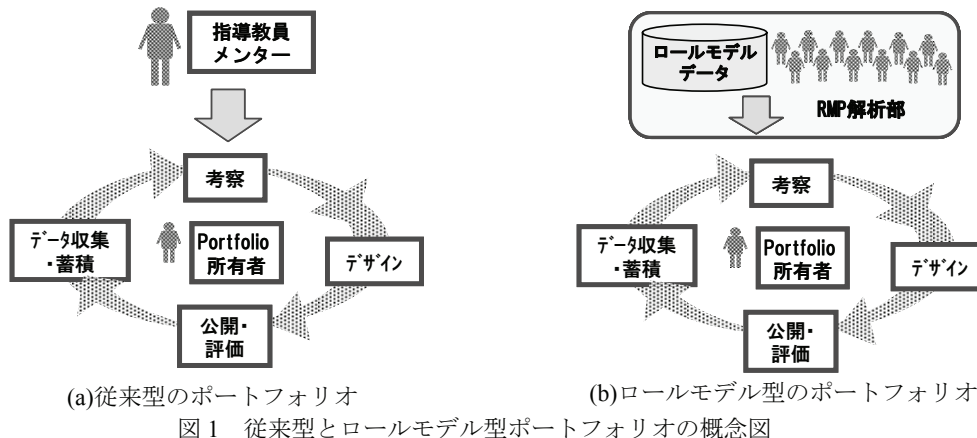 指導教員
メンター
考察
データ収集
・蓄積
Portfolio
所有者
デザイン
公開・
評価
(a)従来型のポートフォリオ
ロールモデル
データ
RMP解析部
考察
データ収集
・蓄積
Portfolio
所有者
デザイン
公開・
評価
(b)ロールモデル型のポートフォリオ
図1 従来型とロールモデル型ポートフォリオの概念図